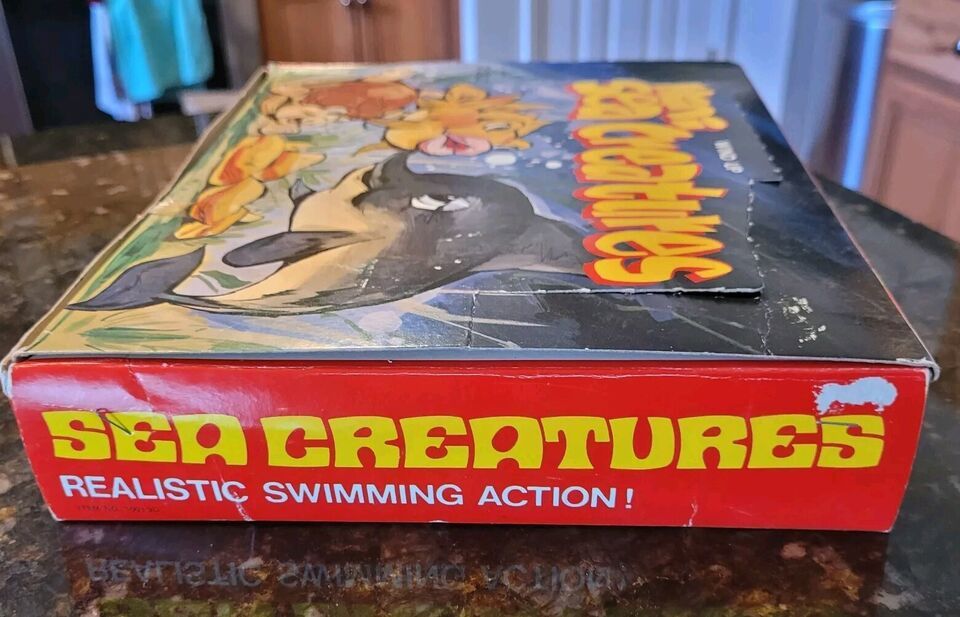 sea Creatures
SEA CREATURES
REALISTIC SWIMMING ACTION!